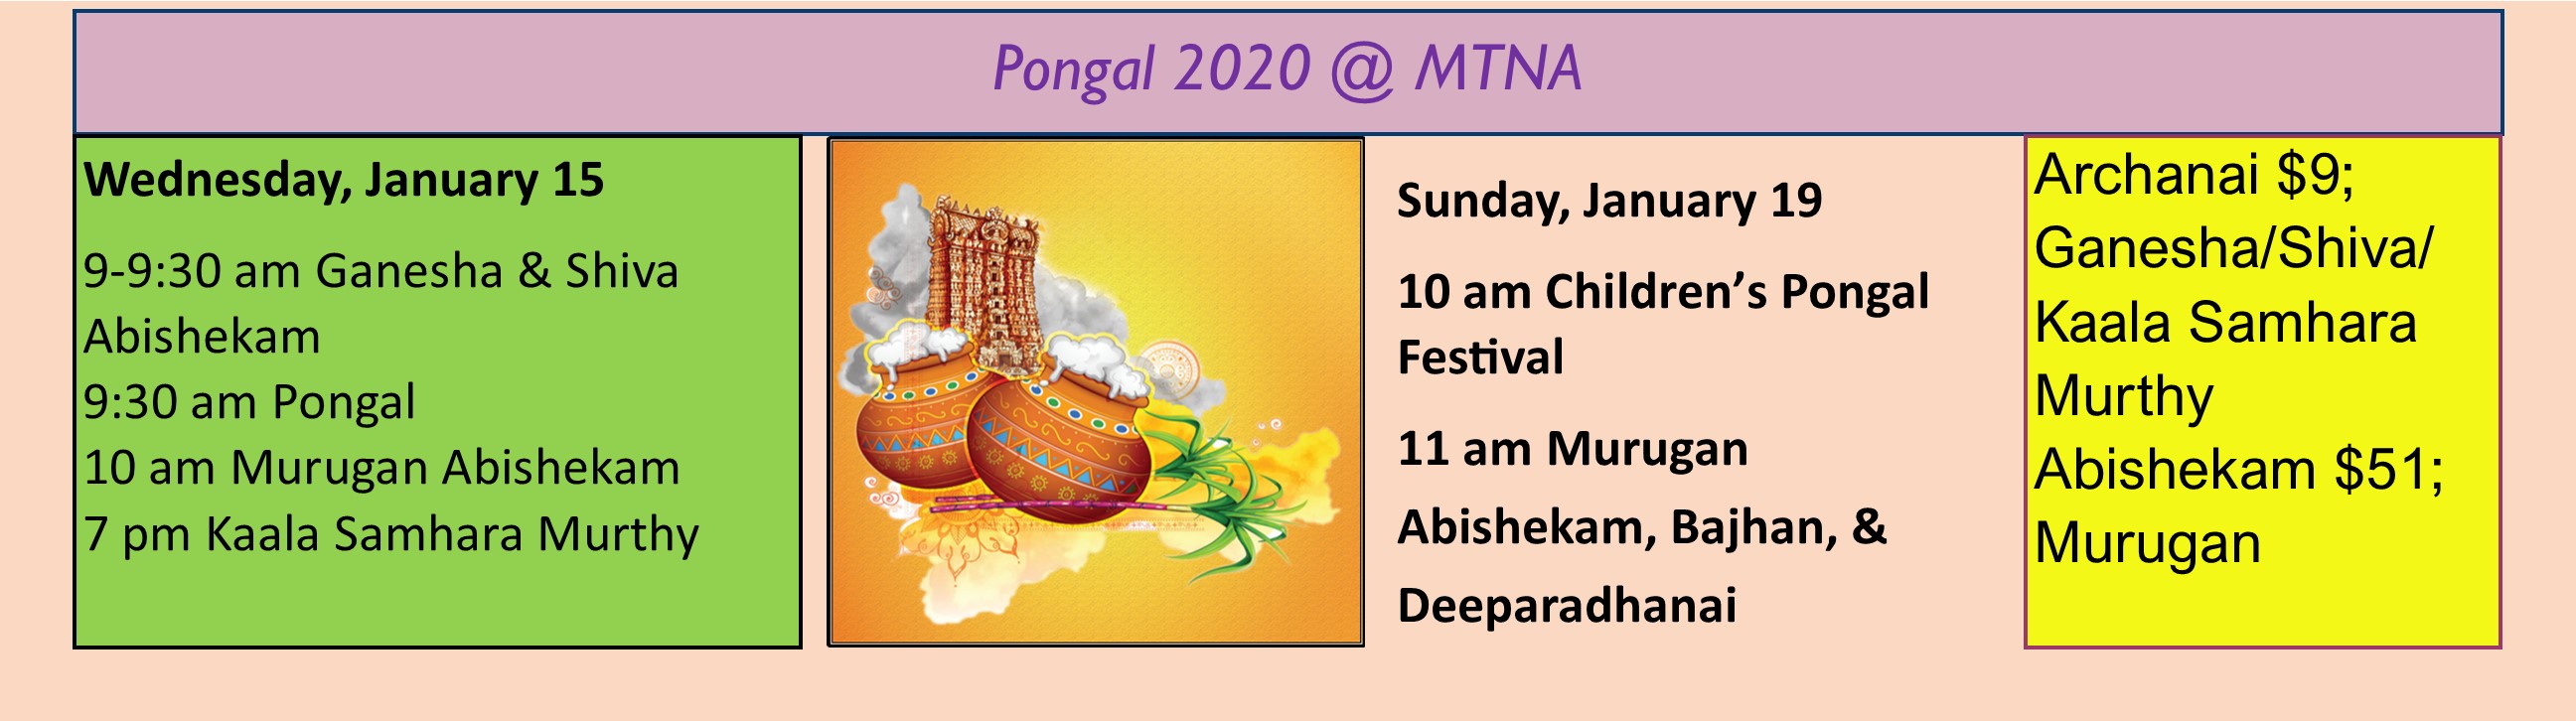 Pongal 2020 @ MTNA
Wednesday, January 15
9-9:30 am Ganesha & Shiva
Abishekam
9:30 am Pongal
10 am Murugan Abishekam
7 pm Kaala Samhara Murthy
Sunday, January 19
10 am Children’s Pongal
Festival
11 am Murugan
Abishekam, Bajhan, &
Deeparadhanai
Archanai $9;
Ganesha/Shiva/
Kaala Samhara
Murthy
Abishekam $51;
Murugan